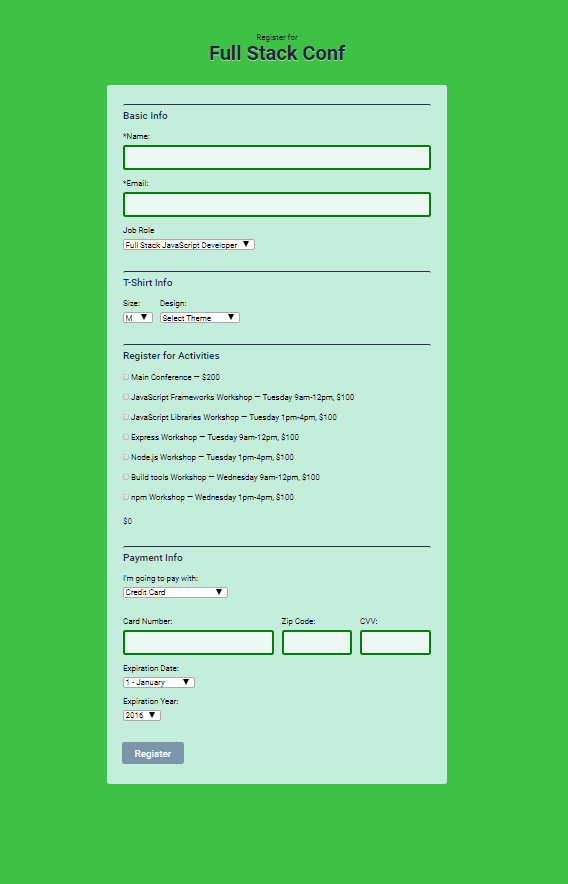 Register for
Full Stack Conf
Basic Info
*Name:
*Email:
Job Role
Full Stack JavaScript Developer
T-Shirt Info
Size: Design:
M Select Theme
Register for Activities
Main Conference — $200
JavaScript Frameworks Workshop — Tuesday 9am-12pm, $100
JavaScript Libraries Workshop — Tuesday 1pm-4pm, $100
Express Workshop — Tuesday 9am-12pm, $100
Node.js Workshop — Tuesday 1pm-4pm, $100
Build tools Workshop — Wednesday 9am-12pm, $100
npm Workshop — Wednesday 1pm-4pm, $100
$0
Payment Info
I'm going to pay with:
Credit Card
Card Number: Zip Code: CVV:
Expiration Date:
1 - January
Expiration Year:
2016
Register